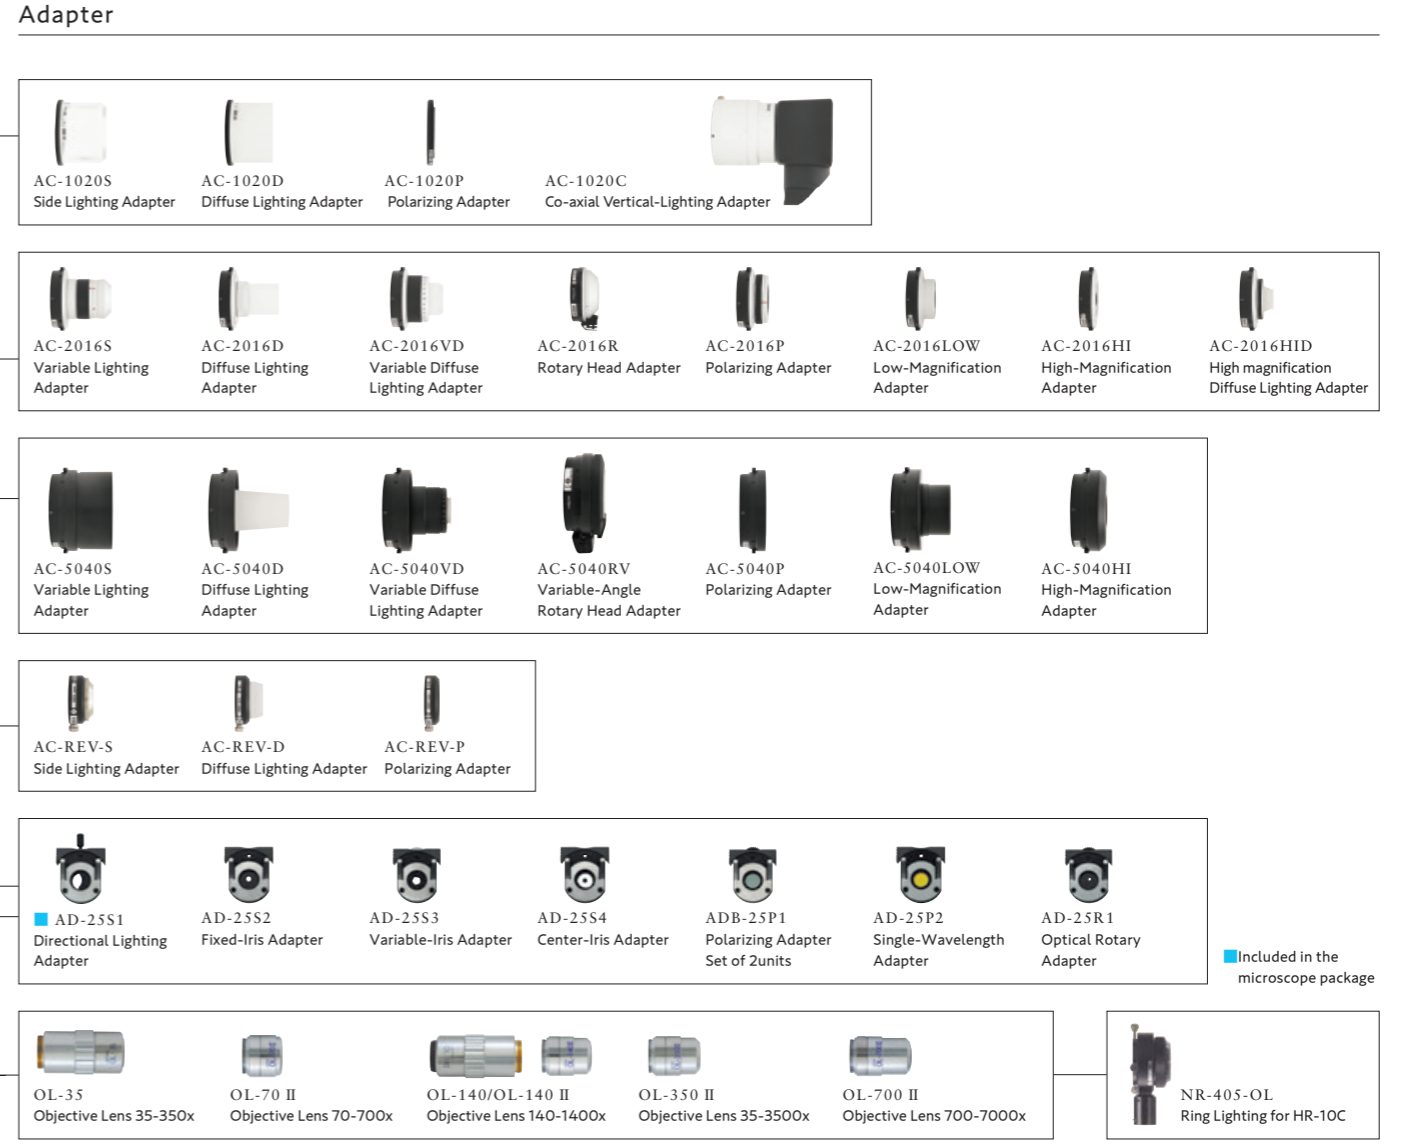 Adapter
AC-1020S
Side Lighting Adapter
AC-1020D
Diffuse Lighting Adapter
AC-1020P
Polarizing Adapter
AC-1020C
Co-axial Vertical-Lighting Adapter
AC-2016S
Variable Lighting
Adapter
AC-2016D
Diffuse Lighting
Adapter
AC-2016VD
Variable Diffuse
Lighting Adapter
AC-2016R
Rotary Head Adapter
AC-2016P
Polarizing Adapter
AC-2016LOW
Low-Magnification
Adapter
AC-2016HI
High-Magnification
Adapter
AC-2016HID
High magnification
Diffuse Lighting Adapter
AC-5040S
Variable Lighting
Adapter
AC-5040D
Diffuse Lighting
Adapter
AC-5040VD
Variable Diffuse
Lighting Adapter
AC-5040RV
Variable-Angle
Rotary Head Adapter
AC-5040P
Polarizing Adapter
AC-5040LOW
Low-Magnification
Adapter
AC-5040HI
High-Magnification
Adapter
AC-REV-S
Side Lighting Adapter
AC-REV-D
Diffuse Lighting Adapter
AC-REV-P
Polarizing Adapter
AD-25S1
Directional Lighting
Adapter
AD-25S2
Fixed-Iris Adapter
AD-25S3
Variable-Iris Adapter
AD-25S4
Center-Iris Adapter
ADB-25P1
Polarizing Adapter
Set of 2units
AD-25P2
Single-Wavelength
Adapter
AD-25R1
Optical Rotary
Adapter
Included in the
microscope package
OL-35
Objective Lens 35-350x
OL-70 II
Objective Lens 70-700x
OL-140/OL-140 II
Objective Lens 140-1400x
OL-350 II
Objective Lens 35-3500x
OL-700 II
Objective Lens 700-7000x
NR-405-OL
Ring Lighting for HR-10C